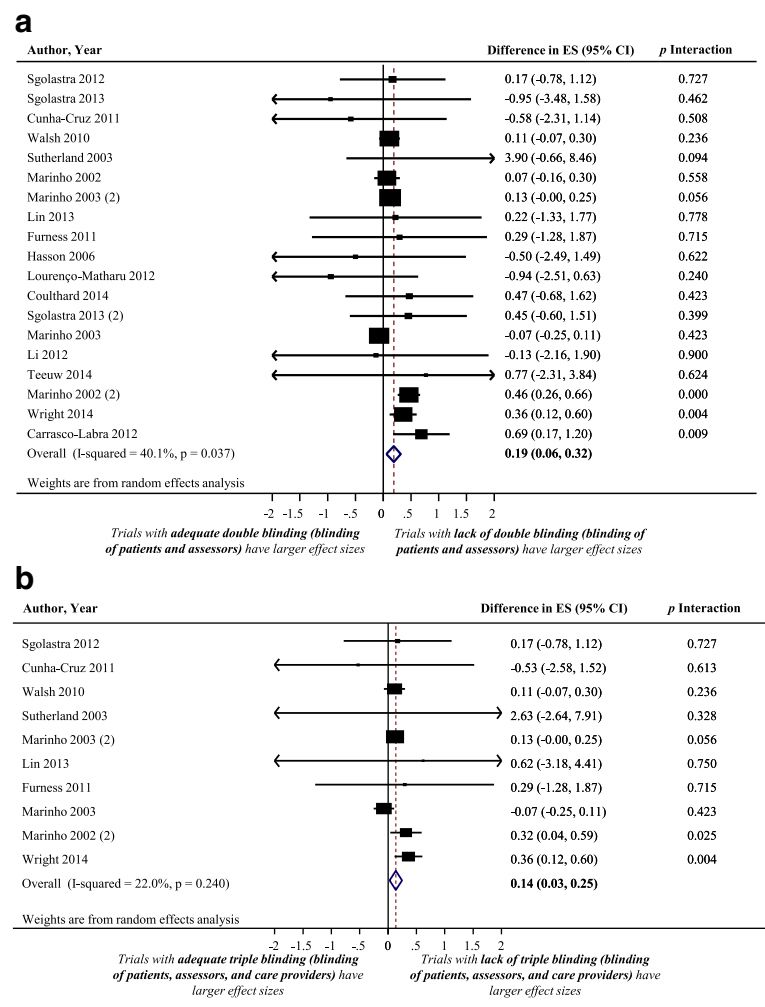 a
Author, Year Difference in ES (95% CI) p Interaction
Sgolastra 2012 0.17 (-0.78, 1.12) 0.727
Sgolastra 2013 -0.95 (-3.48, 1.58) 0.462
Cunha-Cruz 2011 -0.58 (-2.31, 1.14) 0.508
Walsh 2010 0.11 (-0.07, 0.30) 0.236
Sutherland 2003 3.90 (-0.66, 8.46) 0.094
Marinho 2002 0.07 (-0.16, 0.30) 0.558
Marinho 2003 (2) 0.13 (-0.00, 0.25) 0.056
Lin 2013 0.22 (-1.33, 1.77) 0.778
Furness 2011 0.29 (-1.28, 1.87) 0.715
Hasson 2006 -0.50 (-2.49, 1.49) 0.622
Lourenço-Matharu 2012 -0.94 (-2.51, 0.63) 0.240
Coulthard 2014 0.47 (-0.68, 1.62) 0.423
Sgolastra 2013 (2) 0.45 (-0.60, 1.51) 0.399
Marinho 2003 -0.07 (-0.25, 0.11) 0.423
Li 2012 -0.13 (-2.16, 1.90) 0.900
Teeuw 2014 0.77 (-2.31, 3.84) 0.624
Marinho 2002 (2) 0.46 (0.26, 0.66) 0.000
Wright 2014 0.36 (0.12, 0.60) 0.004
Carrasco-Labra 2012 0.69 (0.17, 1.20) 0.009
Overall (I-squared = 40.1%, p = 0.037) 0.19 (0.06, 0.32)
Weights are from random effects analysis
-2 -1.5 -1 -.5 0 .5 1 1.5 2
Trials with adequate double blinding (blinding Trials with lack of double blinding (blinding of
of patients and assessors) have larger effect sizes patients and assessors) have larger effect sizes
b
Author, Year Difference in ES (95% CI) p Interaction
Sgolastra 2012 0.17 (-0.78, 1.12) 0.727
Cunha-Cruz 2011 -0.53 (-2.58, 1.52) 0.613
Walsh 2010 0.11 (-0.07, 0.30) 0.236
Sutherland 2003 2.63 (-2.64, 7.91) 0.328
Marinho 2003 (2) 0.13 (-0.00, 0.25) 0.056
Lin 2013 0.62 (-3.18, 4.41) 0.750
Furness 2011 0.29 (-1.28, 1.87) 0.715
Marinho 2003 -0.07 (-0.25, 0.11) 0.423
Marinho 2002 (2) 0.32 (0.04, 0.59) 0.025
Wright 2014 0.36 (0.12, 0.60) 0.004
Overall (I-squared = 22.0%, p = 0.240) 0.14 (0.03, 0.25)
Weights are from random effects analysis
-2 -1.5 -1 -.5 0 .5 1 1.5 2
Trials with adequate triple blinding (blinding Trials with lack of triple blinding (blinding
of patients, assessors, and care providers) have of patients, assessors, and care providers) have
larger effect sizes larger effect sizes